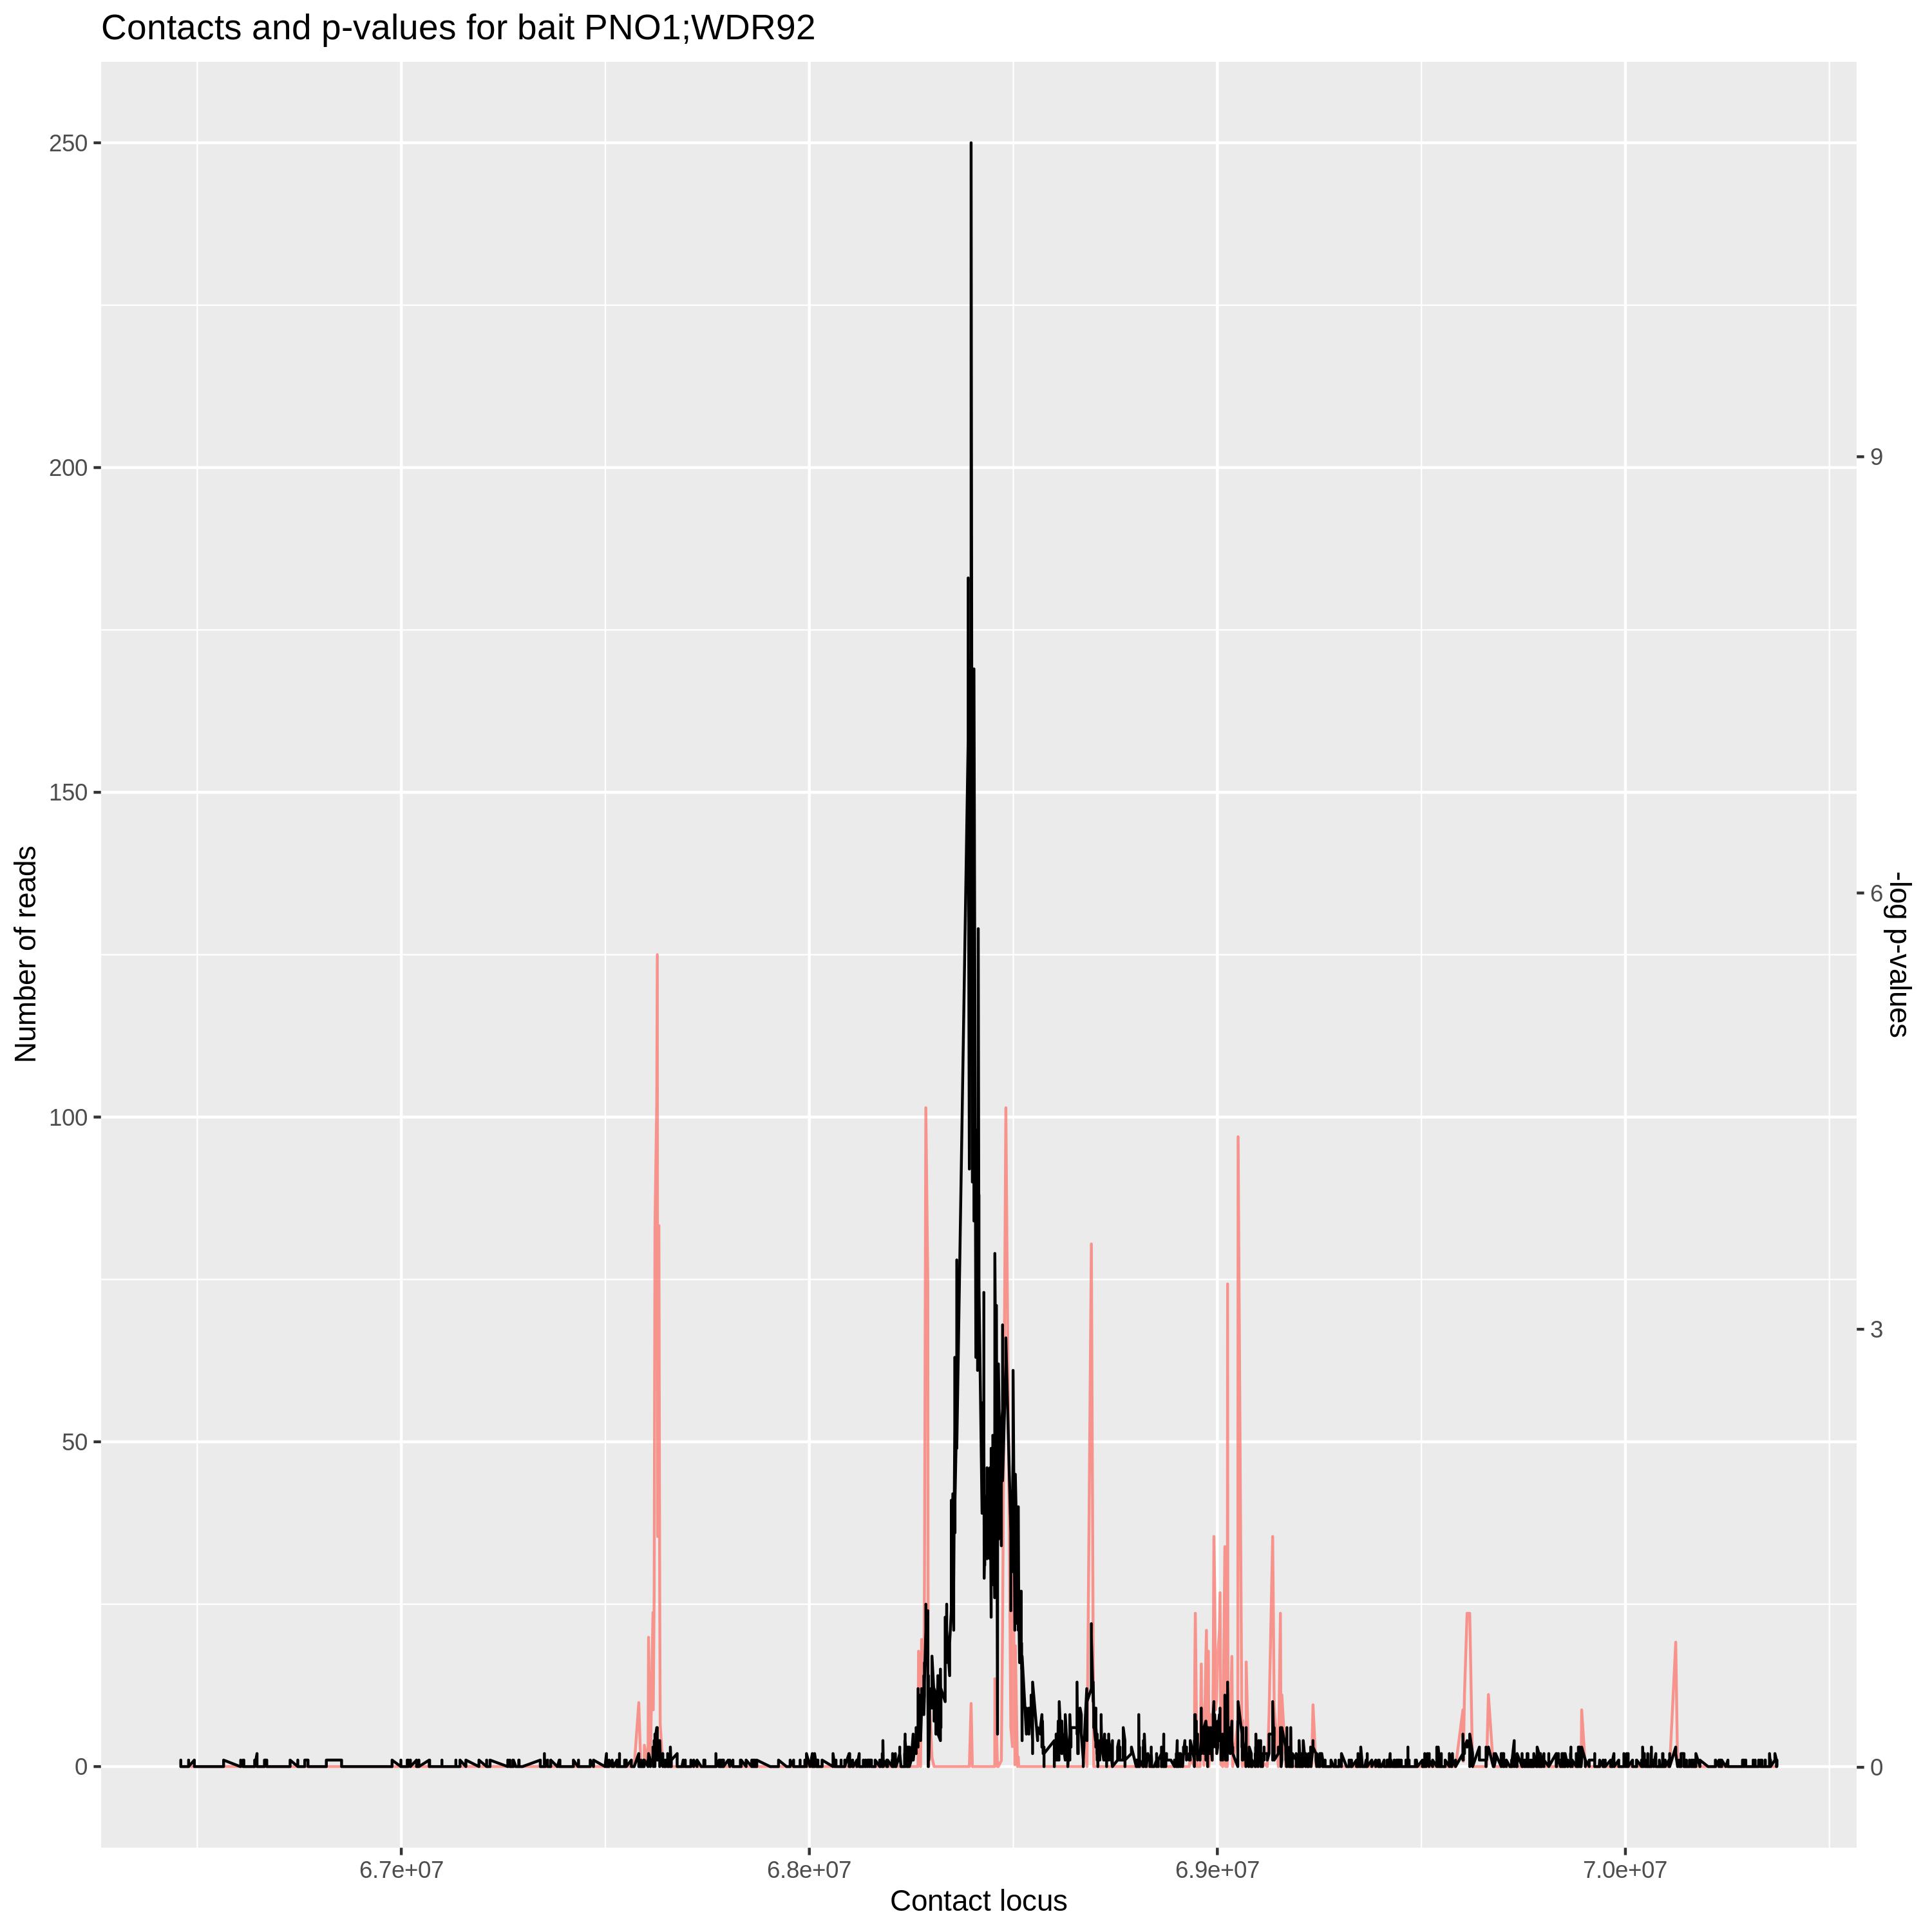 Contacts and p-values for bait PNO1;WDR92
250
200
150
100
50
0
Number of reads
9
6
3
0
-log p-values
6.7e+07
6.8e+07
6.9e+07
7.0e+07
Contact locus